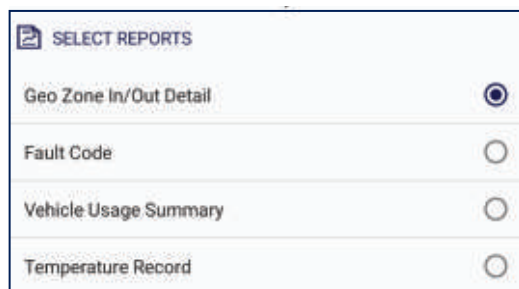 SELECT REPORTS
Geo Zone In/Out Detail
Fault Code
Vehicle Usage Summary
Temperature Record